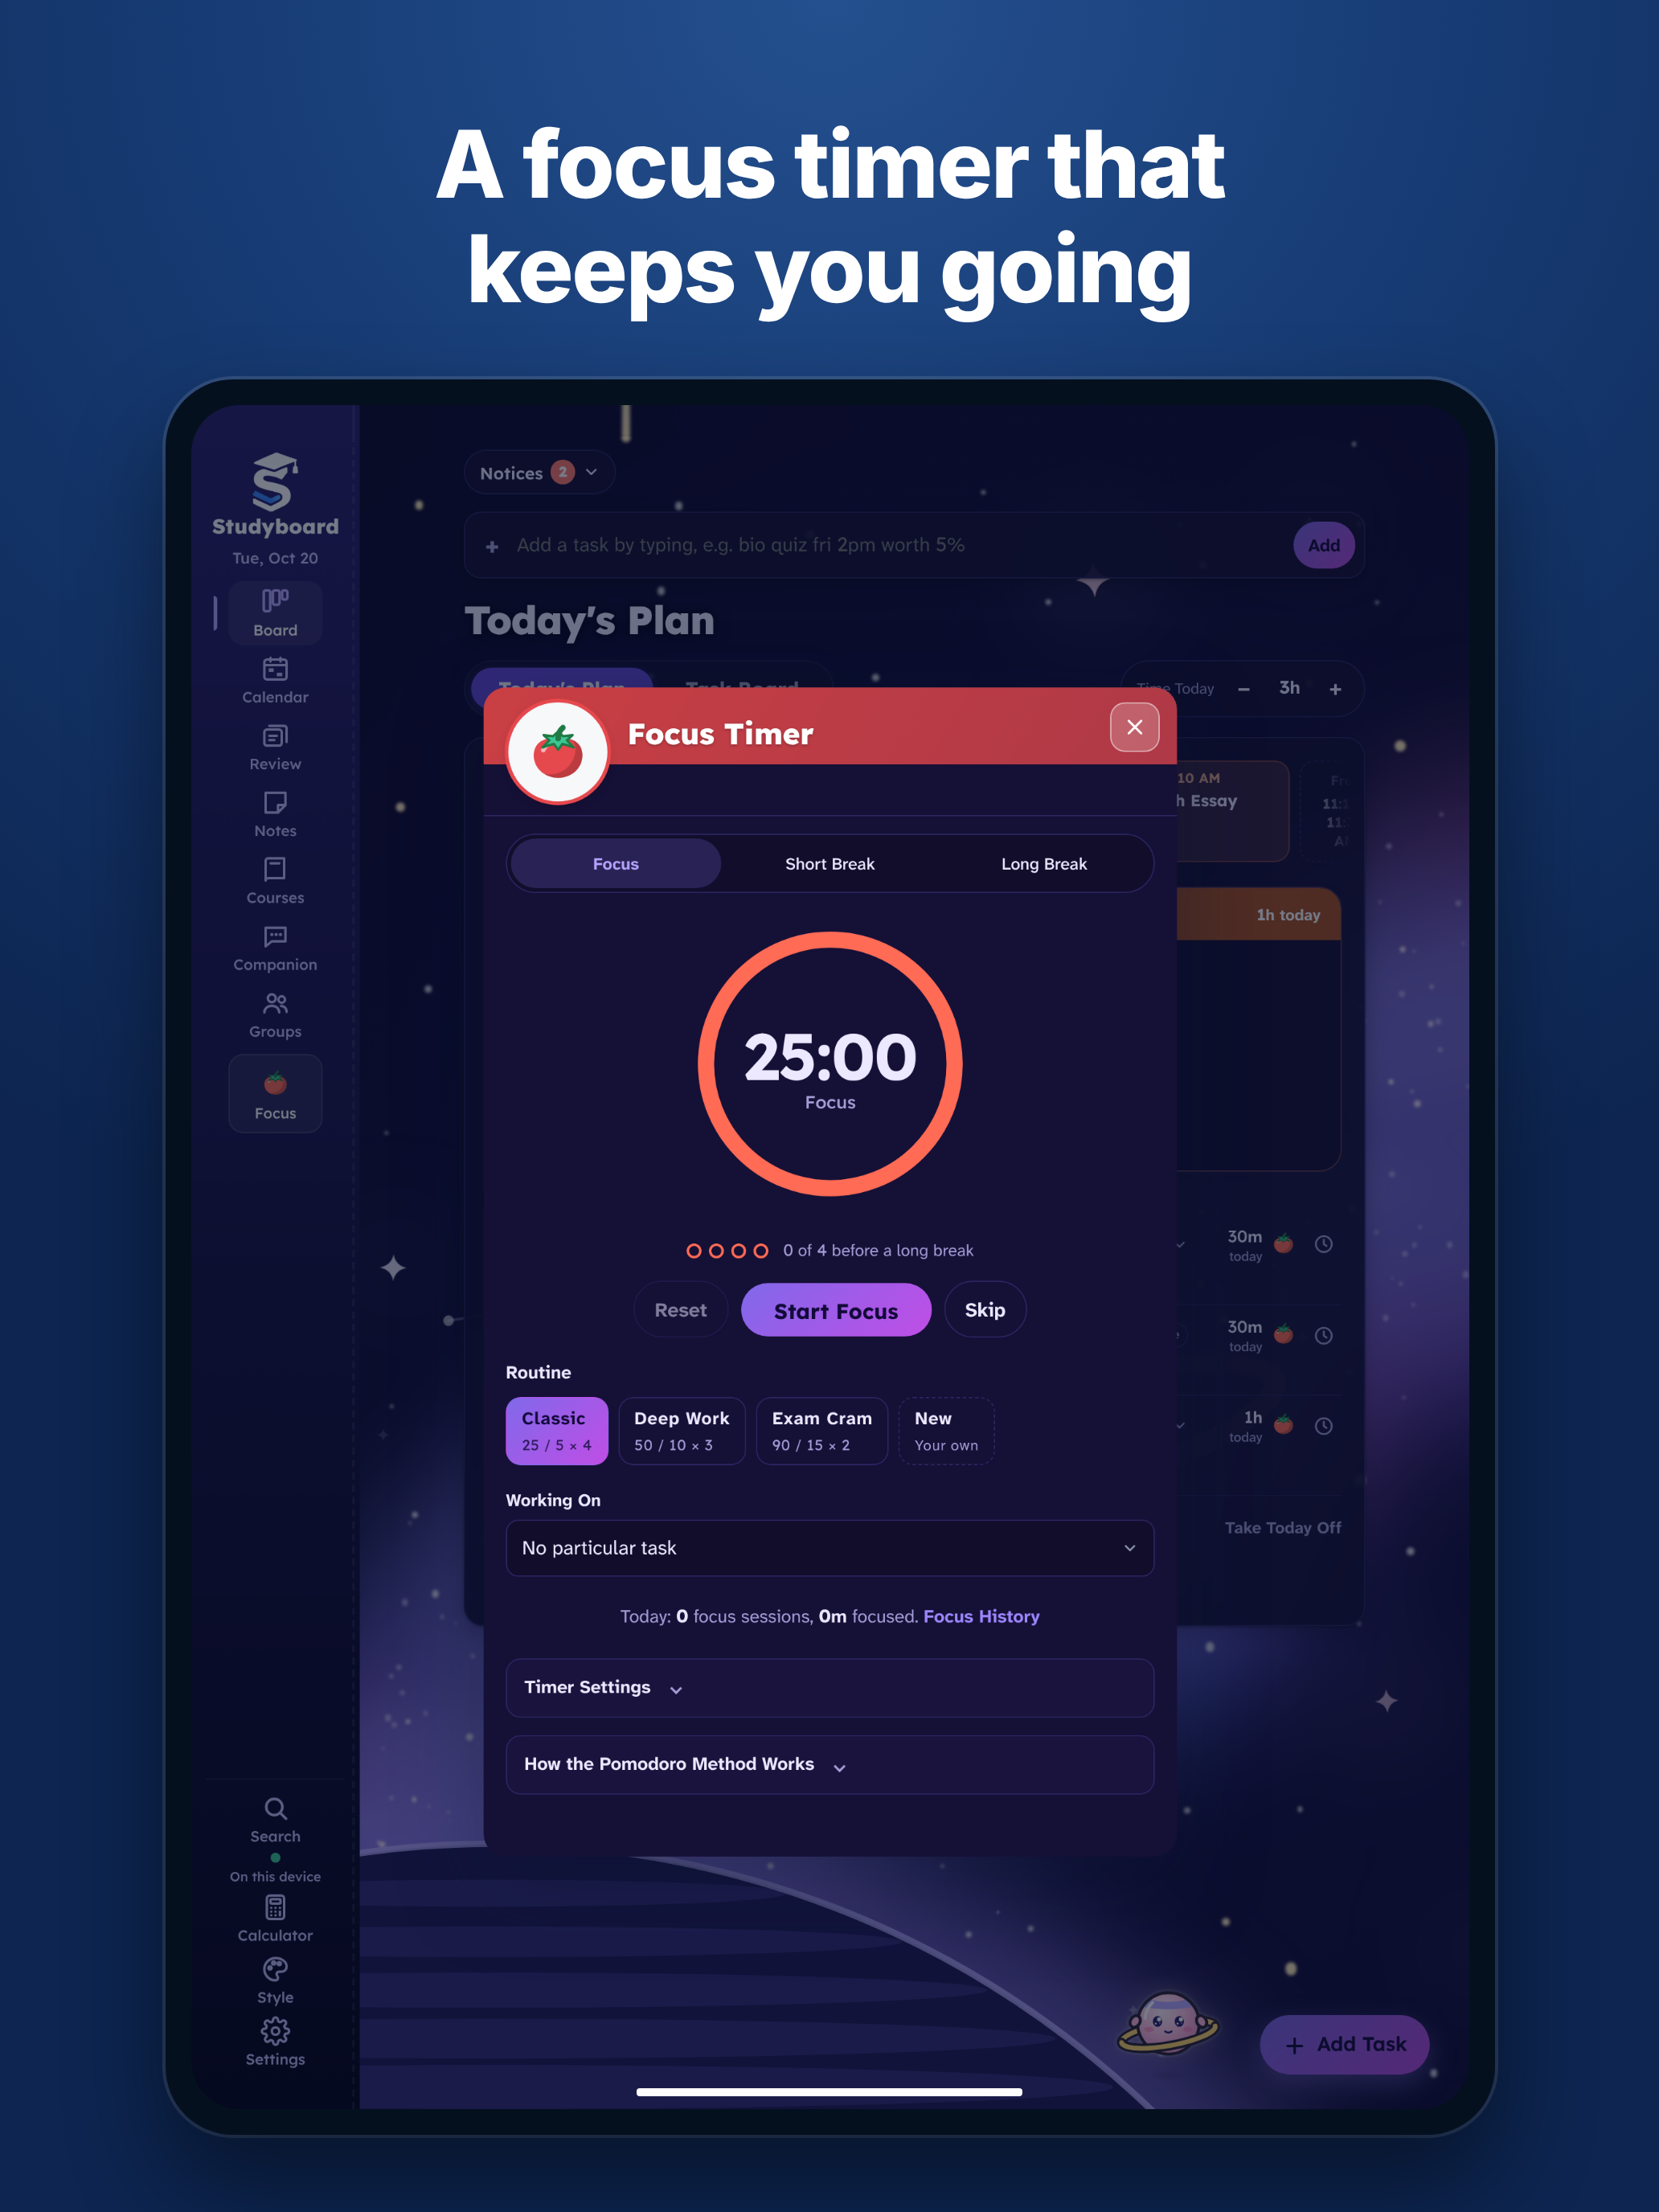 A focus timer that
keeps you going
Studyboard
Tue, Oct 20
Board
Calendar
Review
Notes
Courses
Companion
Groups
Focus
Search
On this device
Calculator
Style
Settings
Notices 2
Add a task by typing, e.g. bio quiz fri 2pm worth 5%
Add
Today's Plan
Today's Plan Task Board
Time Today − 3h +
10 AM
Essay
1h today
30m
today
30m
today
1h
today
Take Today Off
Focus Timer
Focus Short Break Long Break
25:00
Focus
0 of 4 before a long break
Reset Start Focus Skip
Routine
Classic
25 / 5 × 4
Deep Work
50 / 10 × 3
Exam Cram
90 / 15 × 2
New
Your own
Working On
No particular task
Today: 0 focus sessions, 0m focused. Focus History
Timer Settings
How the Pomodoro Method Works
+ Add Task